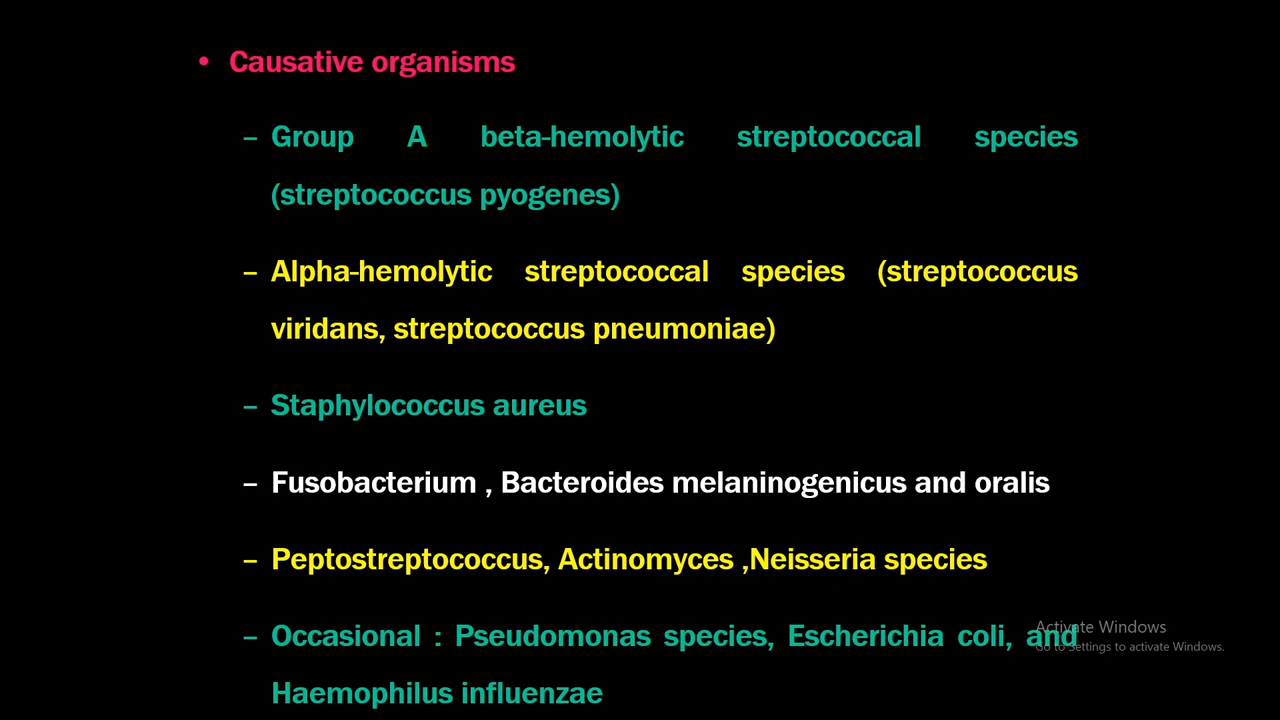 • Causative organisms
– Group A beta-hemolytic streptococcal species
(streptococcus pyogenes)
– Alpha-hemolytic streptococcal species (streptococcus
viridans, streptococcus pneumoniae)
– Staphylococcus aureus
– Fusobacterium , Bacteroides melaninogenicus and oralis
– Peptostreptococcus, Actinomyces ,Neisseria species
– Occasional : Pseudomonas species, Escherichia coli, and
Haemophilus influenzae
Activate Windows
Go to Settings to activate Windows.